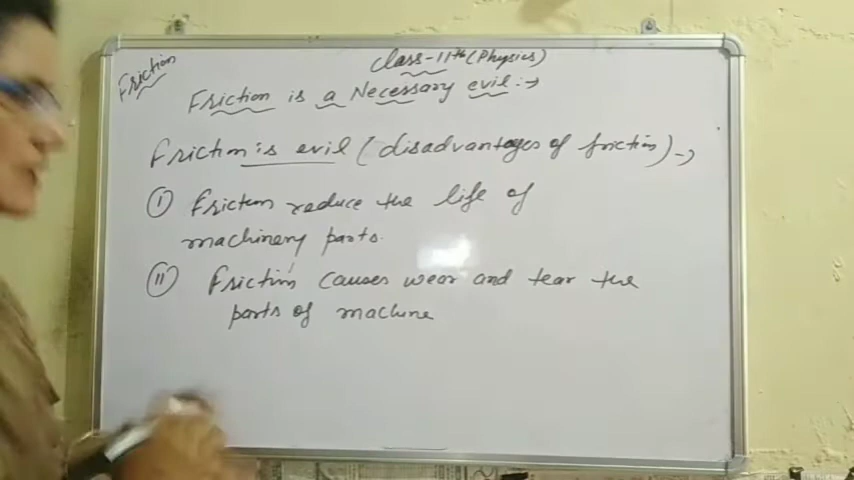 Class-11th (Physics)
Friction
Friction is a Necessary evil :->
Friction is evil (disadvantages of friction) ->
(I) Friction reduce the life of
machinery parts.
(II) Friction causes wear and tear the
parts of machine